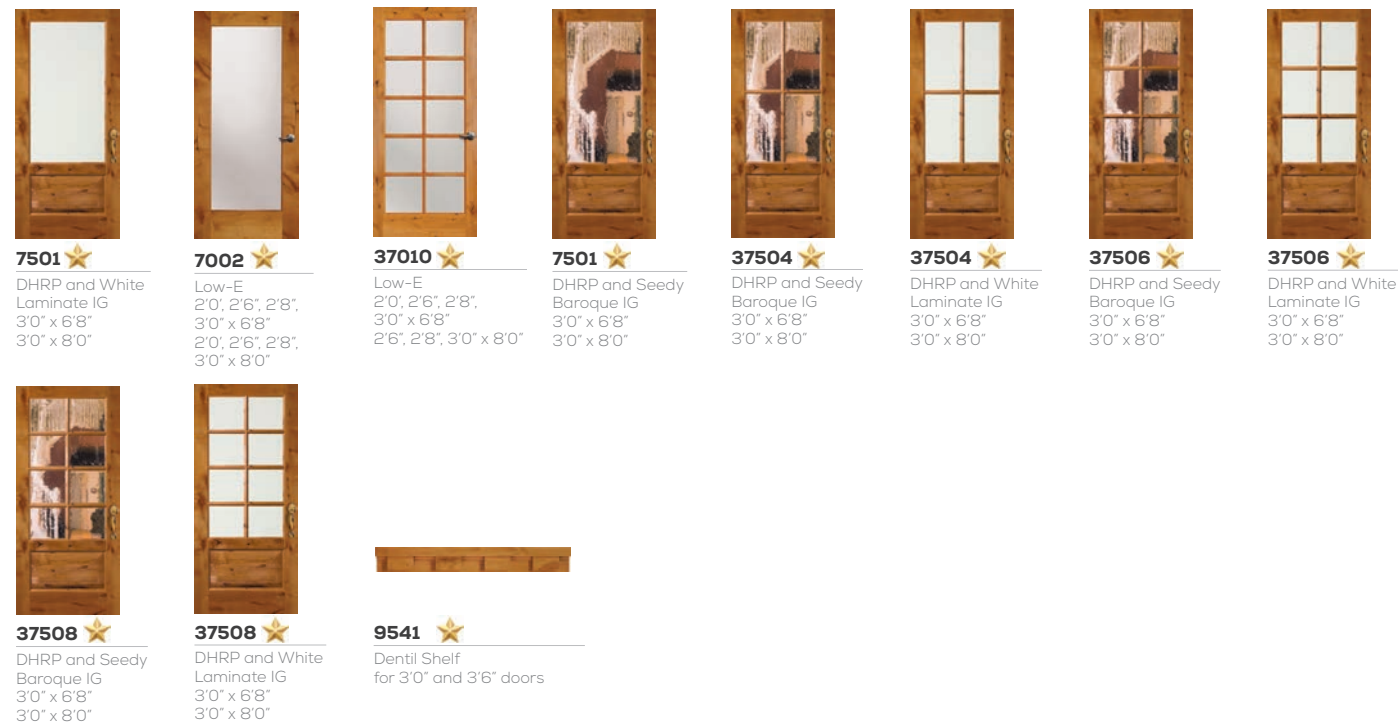 7501
DHRP and White
Laminate IG
3'0" x 6'8"
3'0" x 8'0"
7002
Low-E
2'0', 2'6", 2'8",
3'0" x 6'8"
2'0', 2'6", 2'8",
3'0" x 8'0"
37010
Low-E
2'0', 2'6", 2'8",
3'0" x 6'8"
2'6", 2'8", 3'0" x 8'0"
7501
DHRP and Seedy
Baroque IG
3'0" x 6'8"
3'0" x 8'0"
37504
DHRP and Seedy
Baroque IG
3'0" x 6'8"
3'0" x 8'0"
37504
DHRP and White
Laminate IG
3'0" x 6'8"
3'0" x 8'0"
37506
DHRP and Seedy
Baroque IG
3'0" x 6'8"
3'0" x 8'0"
37506
DHRP and White
Laminate IG
3'0" x 6'8"
3'0" x 8'0"
37508
DHRP and Seedy
Baroque IG
3'0" x 6'8"
3'0" x 8'0"
37508
DHRP and White
Laminate IG
3'0" x 6'8"
3'0" x 8'0"
9541
Dentil Shelf
for 3'0" and 3'6" doors